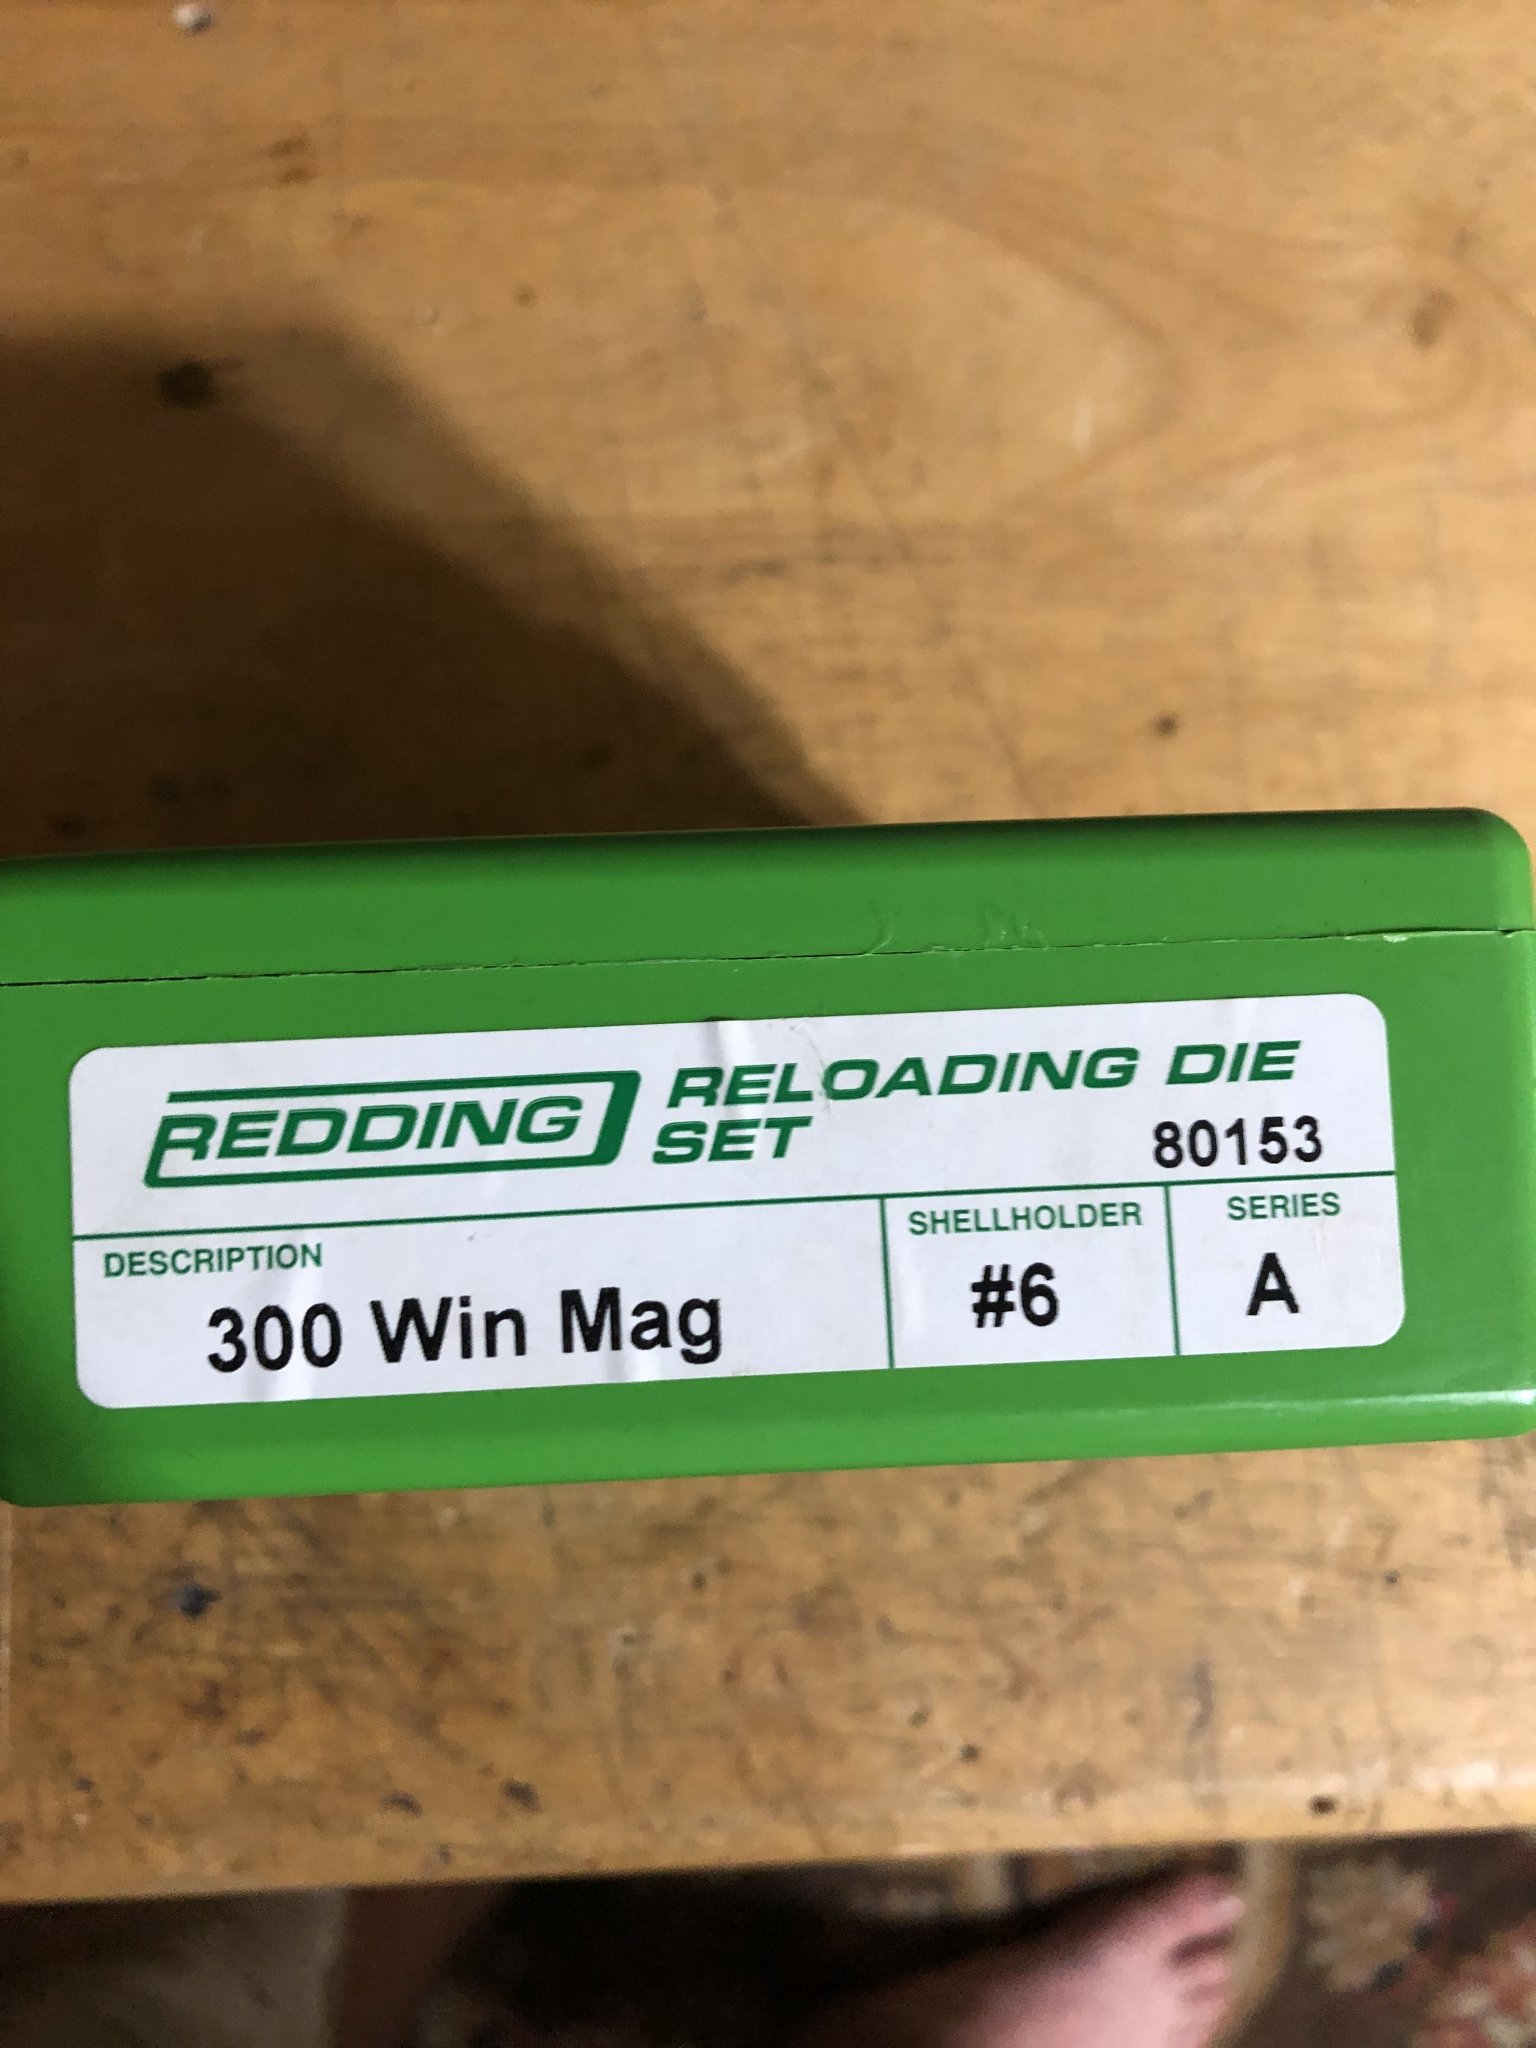 REDDING RELOADING DIE
SET
80153
DESCRIPTION
300 Win Mag
SHELLHOLDER
#6
SERIES
A